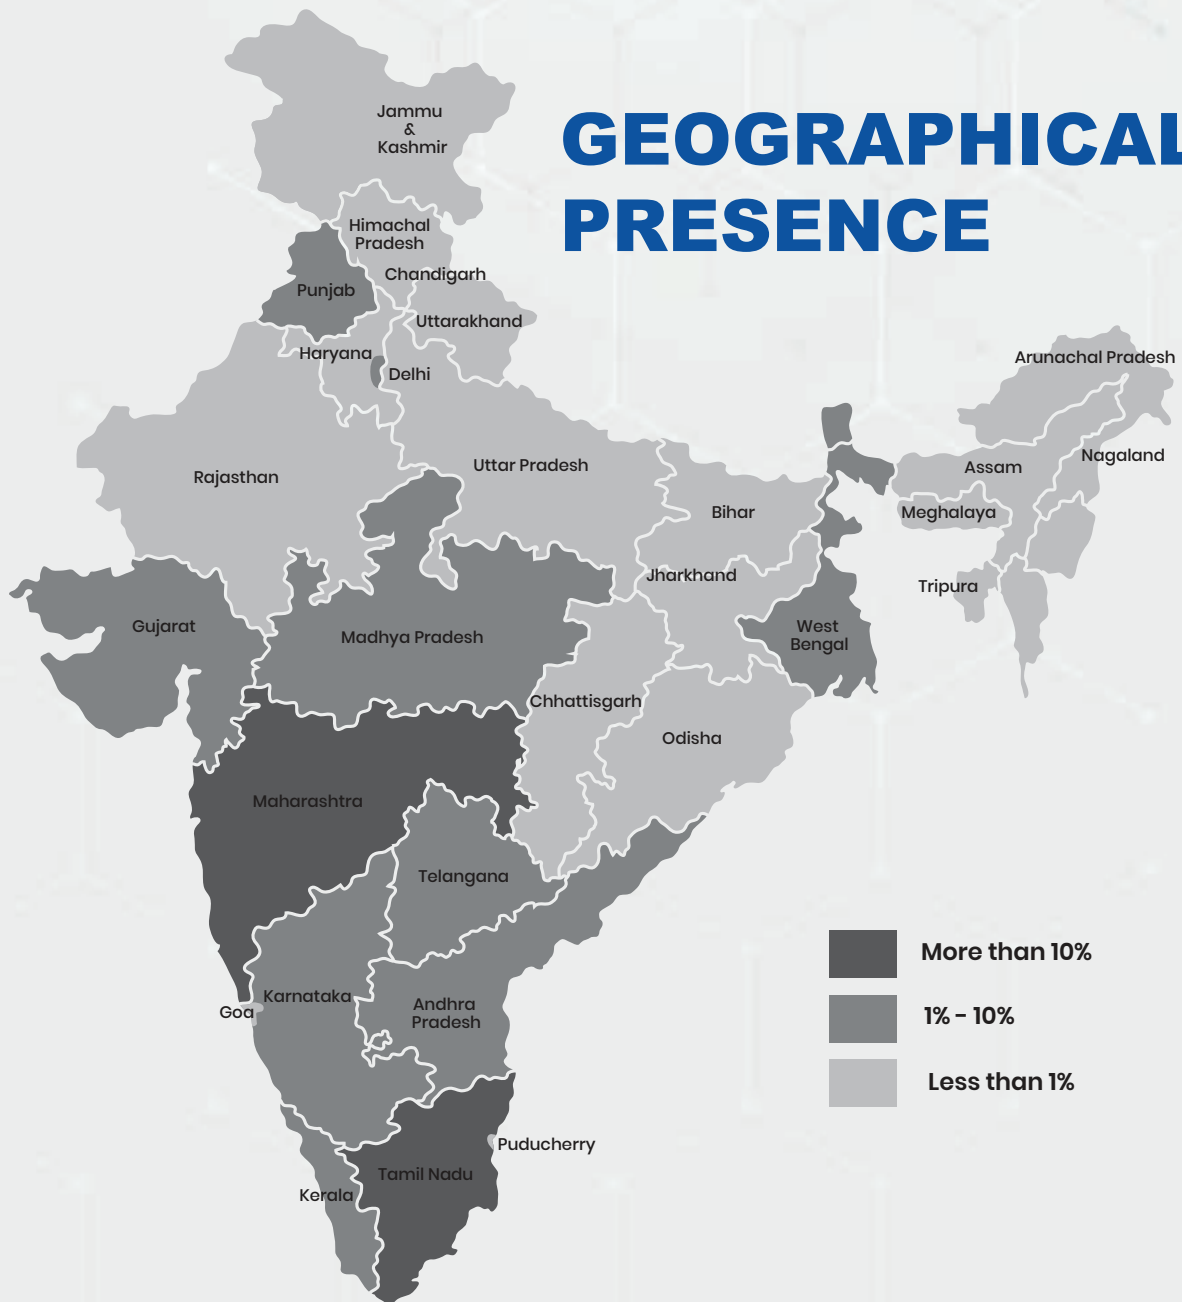 GEOGRAPHICAL
PRESENCE
Jammu
&
Kashmir
Himachal
Pradesh
Chandigarh
Punjab
Uttarakhand
Haryana
Delhi
Arunachal Pradesh
Rajasthan
Uttar Pradesh
Assam
Nagaland
Bihar
Meghalaya
Jharkhand
Tripura
Gujarat
Madhya Pradesh
West
Bengal
Chhattisgarh
Odisha
Maharashtra
Telangana
Karnataka
Goa
Andhra
Pradesh
Puducherry
Tamil Nadu
Kerala
More than 10%
1% - 10%
Less than 1%